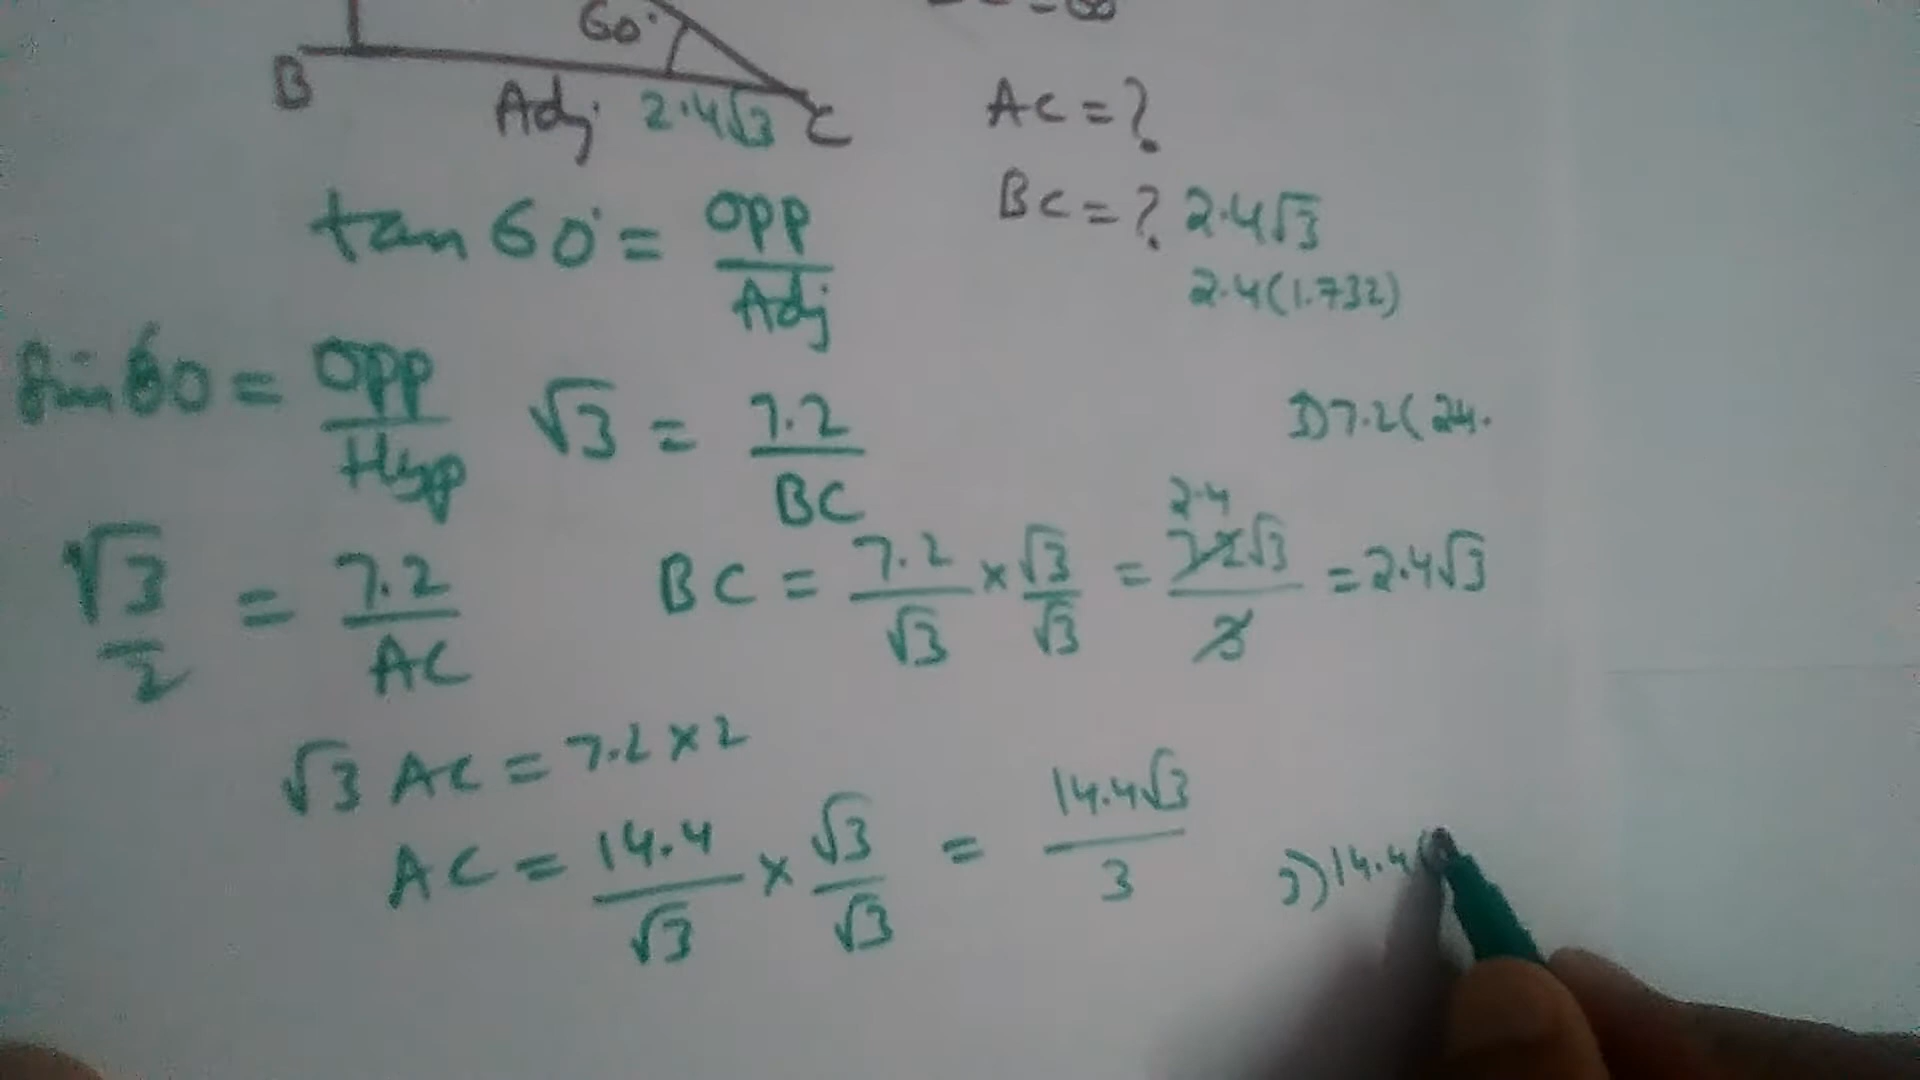 60°
B
Adj 2.4√3 C
AC = ?
BC = ? 2.4√3
2.4(1.732)
tan 60° = Opp/Adj
Sin 60 = Opp/Hyp
√3 = 7.2/BC
3)7.2(24.
√3/2 = 7.2/AC
BC = 7.2/√3 × √3/√3 = 7.2√3/3 = 2.4√3
2.4
√3 AC = 7.2 × 2
AC = 14.4/√3 × √3/√3 = 14.4√3/3
3)14.4(